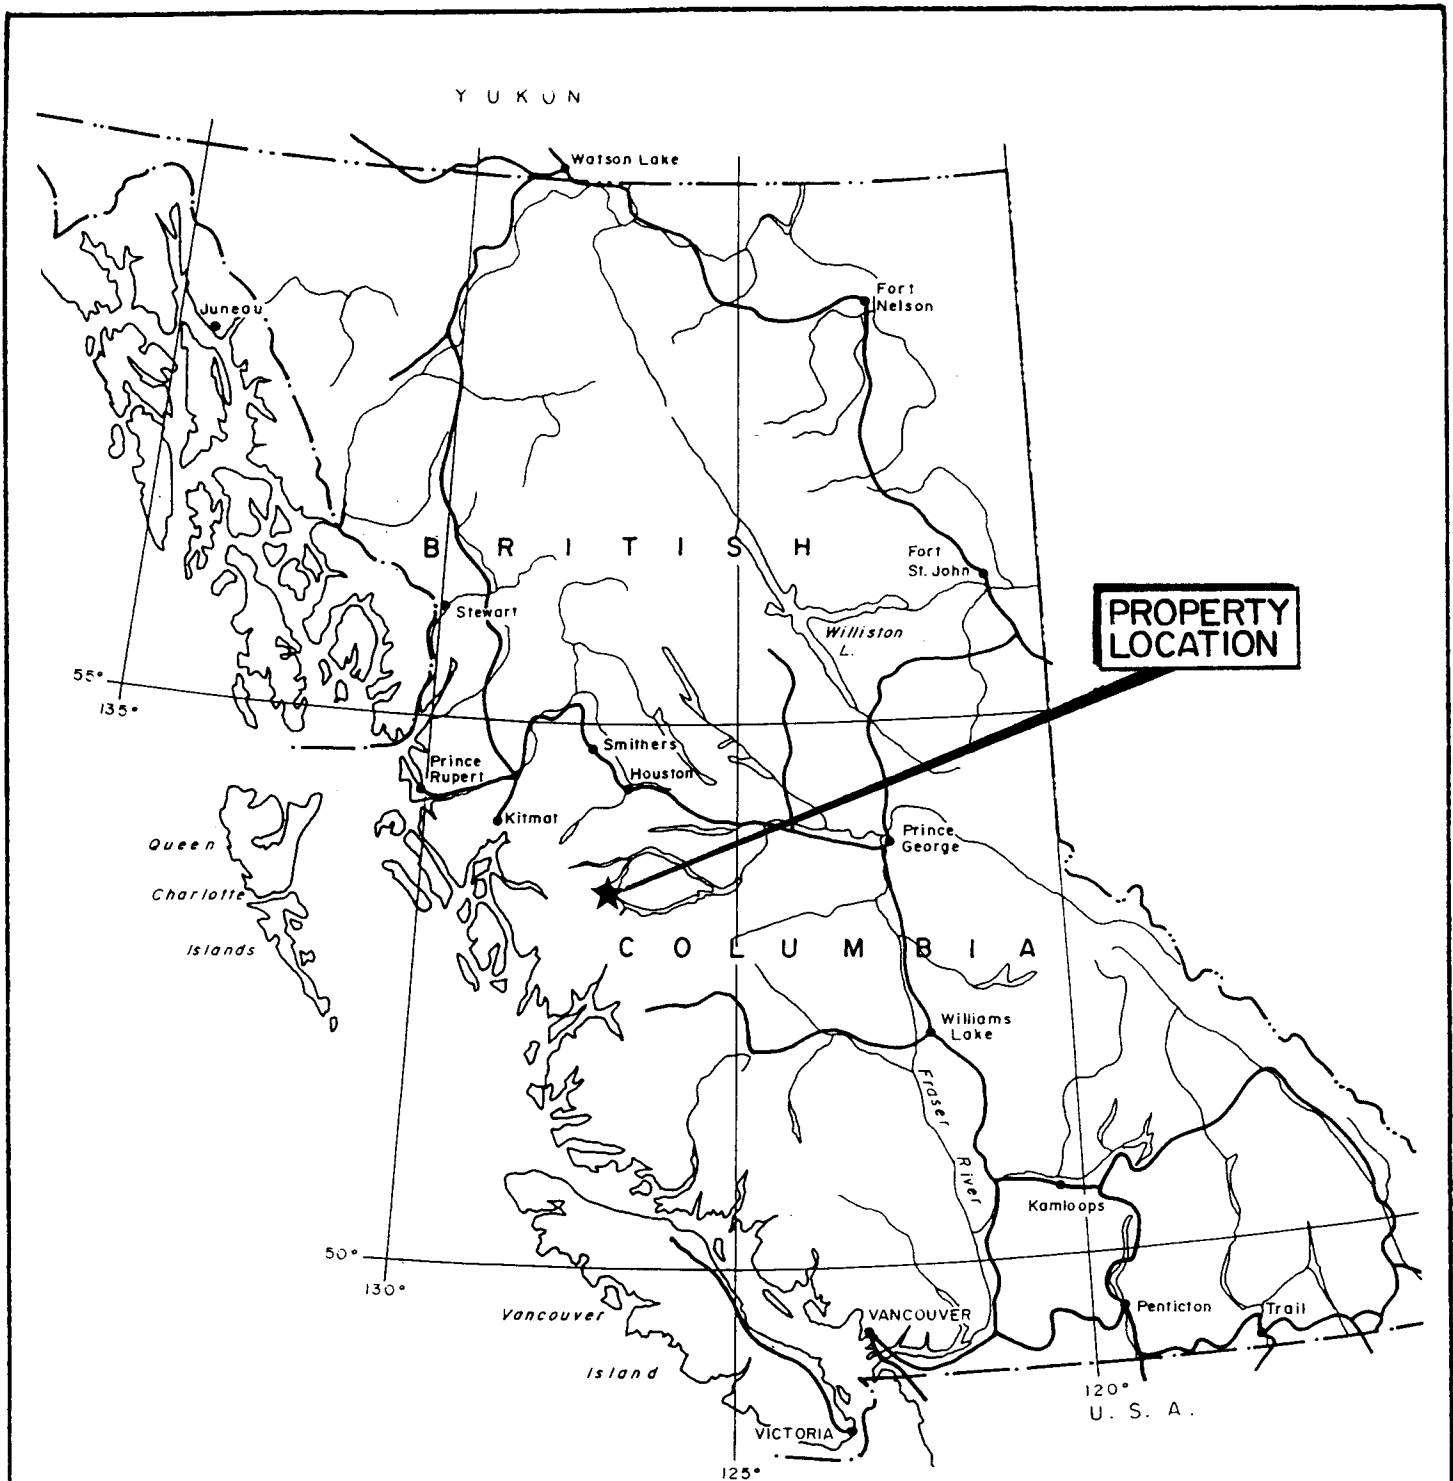 YUKON
Watson Lake
Fort
Nelson
Juneau
BRITISH
Fort
St. John
Stewart
PROPERTY
LOCATION
Williston
L.
55°
135°
Smithers
Prince
Rupert
Houston
Kitmat
Prince
George
Queen
Charlotte
Islands
COLUMBIA
Williams
Lake
Fraser
River
Kamloops
50°
130°
Vancouver
Island
VANCOUVER
Penticton
Trail
120°
U. S. A.
VICTORIA
125°